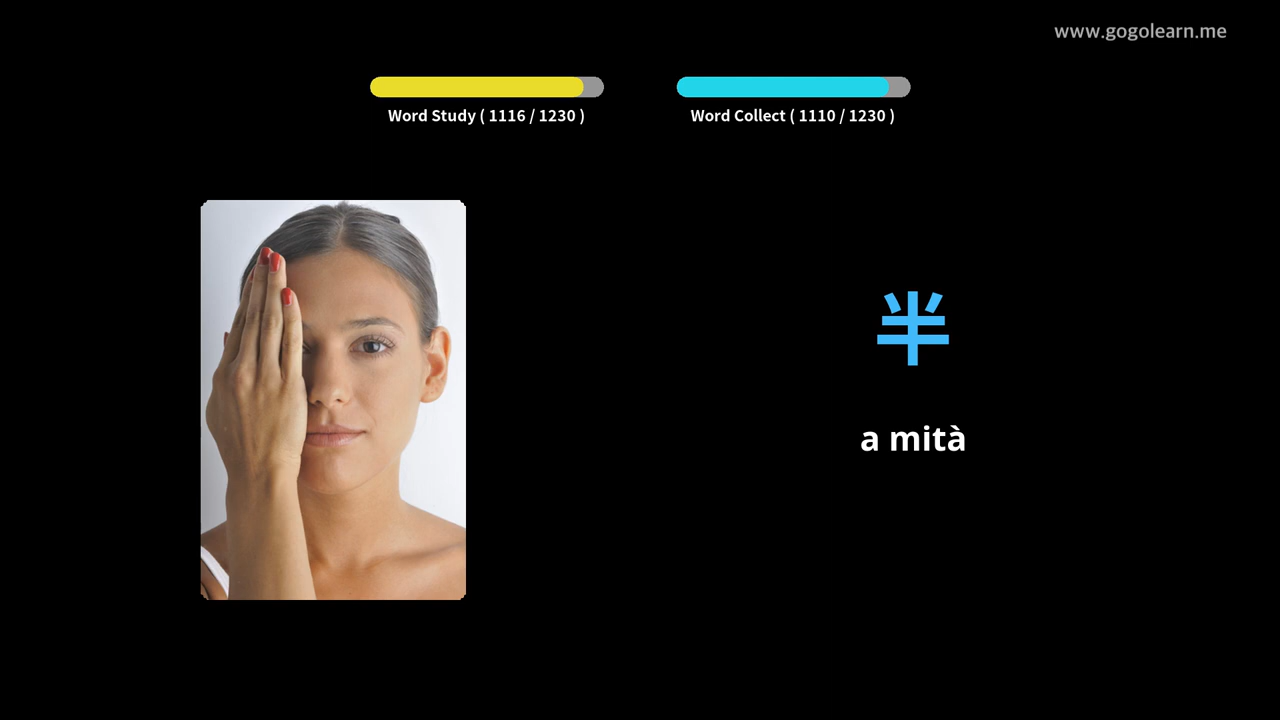 www.gogolearn.me
Word Study ( 1116 / 1230 )
Word Collect ( 1110 / 1230 )
半
a mità